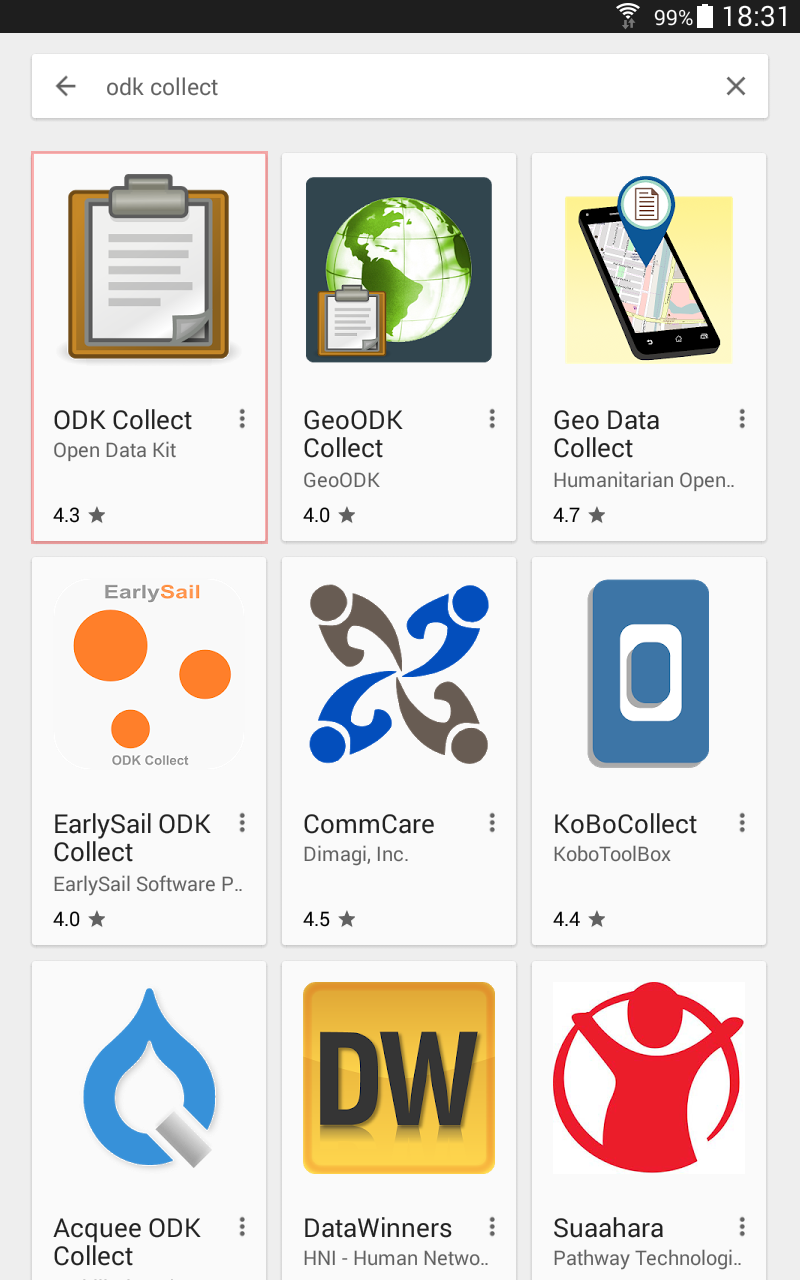 99% 18:31
odk collect
ODK Collect
Open Data Kit
4.3
GeoODK
Collect
GeoODK
4.0
Geo Data
Collect
Humanitarian Open..
4.7
EarlySail
ODK Collect
EarlySail ODK
Collect
EarlySail Software P..
4.0
CommCare
Dimagi, Inc.
4.5
KoBoCollect
KoboToolBox
4.4
Acquee ODK
Collect
DW
DataWinners
HNI - Human Netwo..
Suaahara
Pathway Technologi..